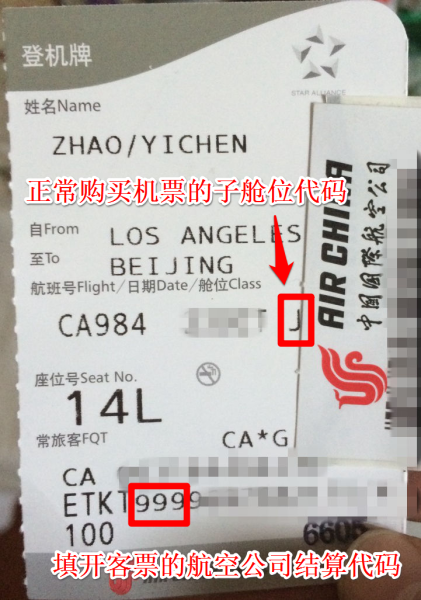 登机牌
STAR ALLIANCE
姓名Name
ZHAO/YICHEN
正常购买机票的子舱位代码
自From LOS ANGELES
至To BEIJING
航班号Flight/日期Date/舱位Class
CA984 J
座位号Seat No.
14L
常旅客FQT CA*G
CA
ETKT9999
100 6605
填开客票的航空公司结算代码
AIR CHINA
中国国际航空公司